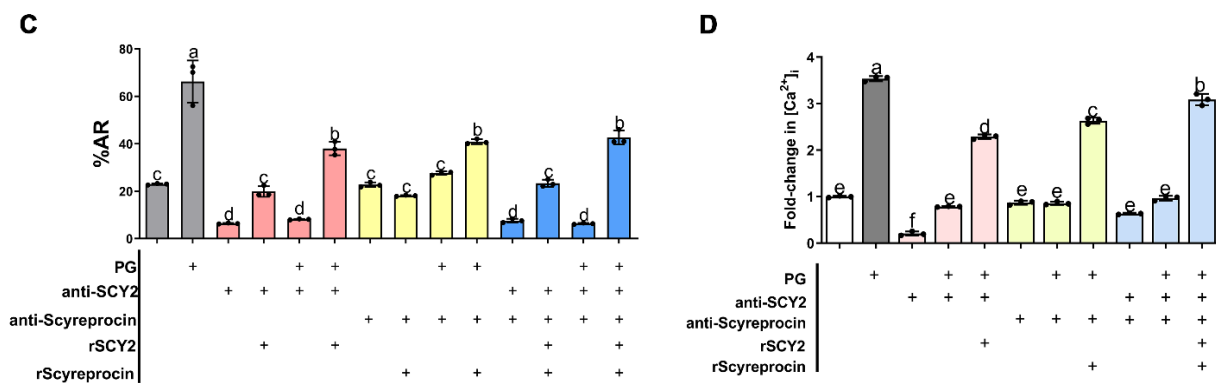 C
%AR
80
60
40
20
0
c a d c d b c c c b d c d b
PG + + + + + + +
anti-SCY2 + + + + + + + +
anti-Scyreprocin + + + + + + + +
rSCY2 + + + +
rScyreprocin + + + +
D
Fold-change in [Ca²⁺]i
4
3
2
1
0
e a f e d e e c e e b
PG + + + + + + +
anti-SCY2 + + + + + +
anti-Scyreprocin + + + + + +
rSCY2 + +
rScyreprocin + +